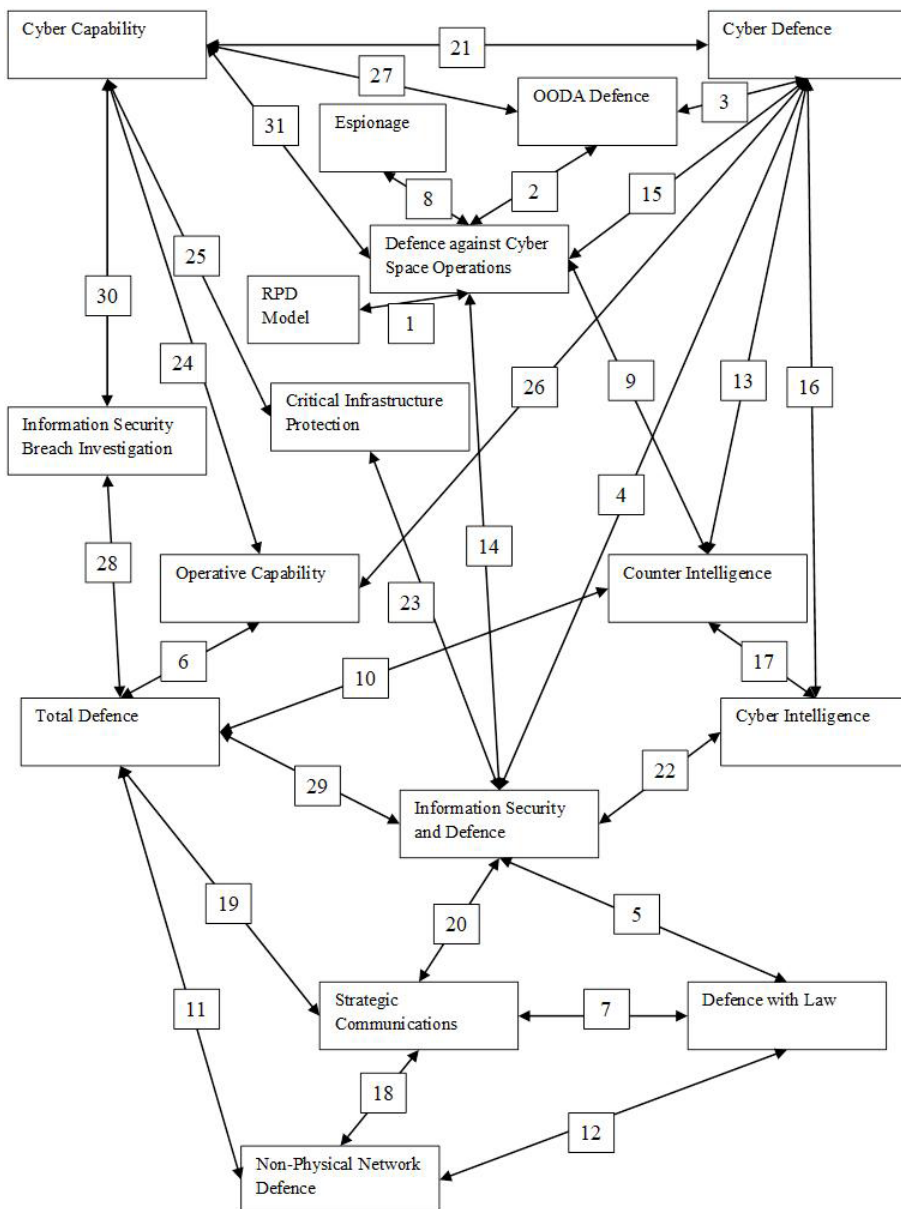 Cyber Capability
21
Cyber Defence
27
OODA Defence
3
Espionage
31
8
2
15
Defence against Cyber
Space Operations
25
RPD
Model
30
1
24
26
9
13
16
Critical Infrastructure
Protection
Information Security
Breach Investigation
4
14
28
Operative Capability
Counter Intelligence
23
6
10
17
Total Defence
Cyber Intelligence
29
22
Information Security
and Defence
19
20
5
11
Strategic
Communications
7
Defence with Law
18
12
Non-Physical Network
Defence